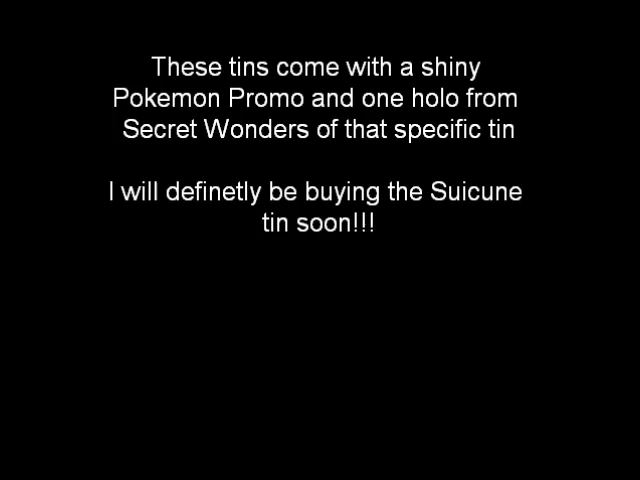 These tins come with a shiny
Pokemon Promo and one holo from
Secret Wonders of that specific tin
I will definetly be buying the Suicune
tin soon!!!